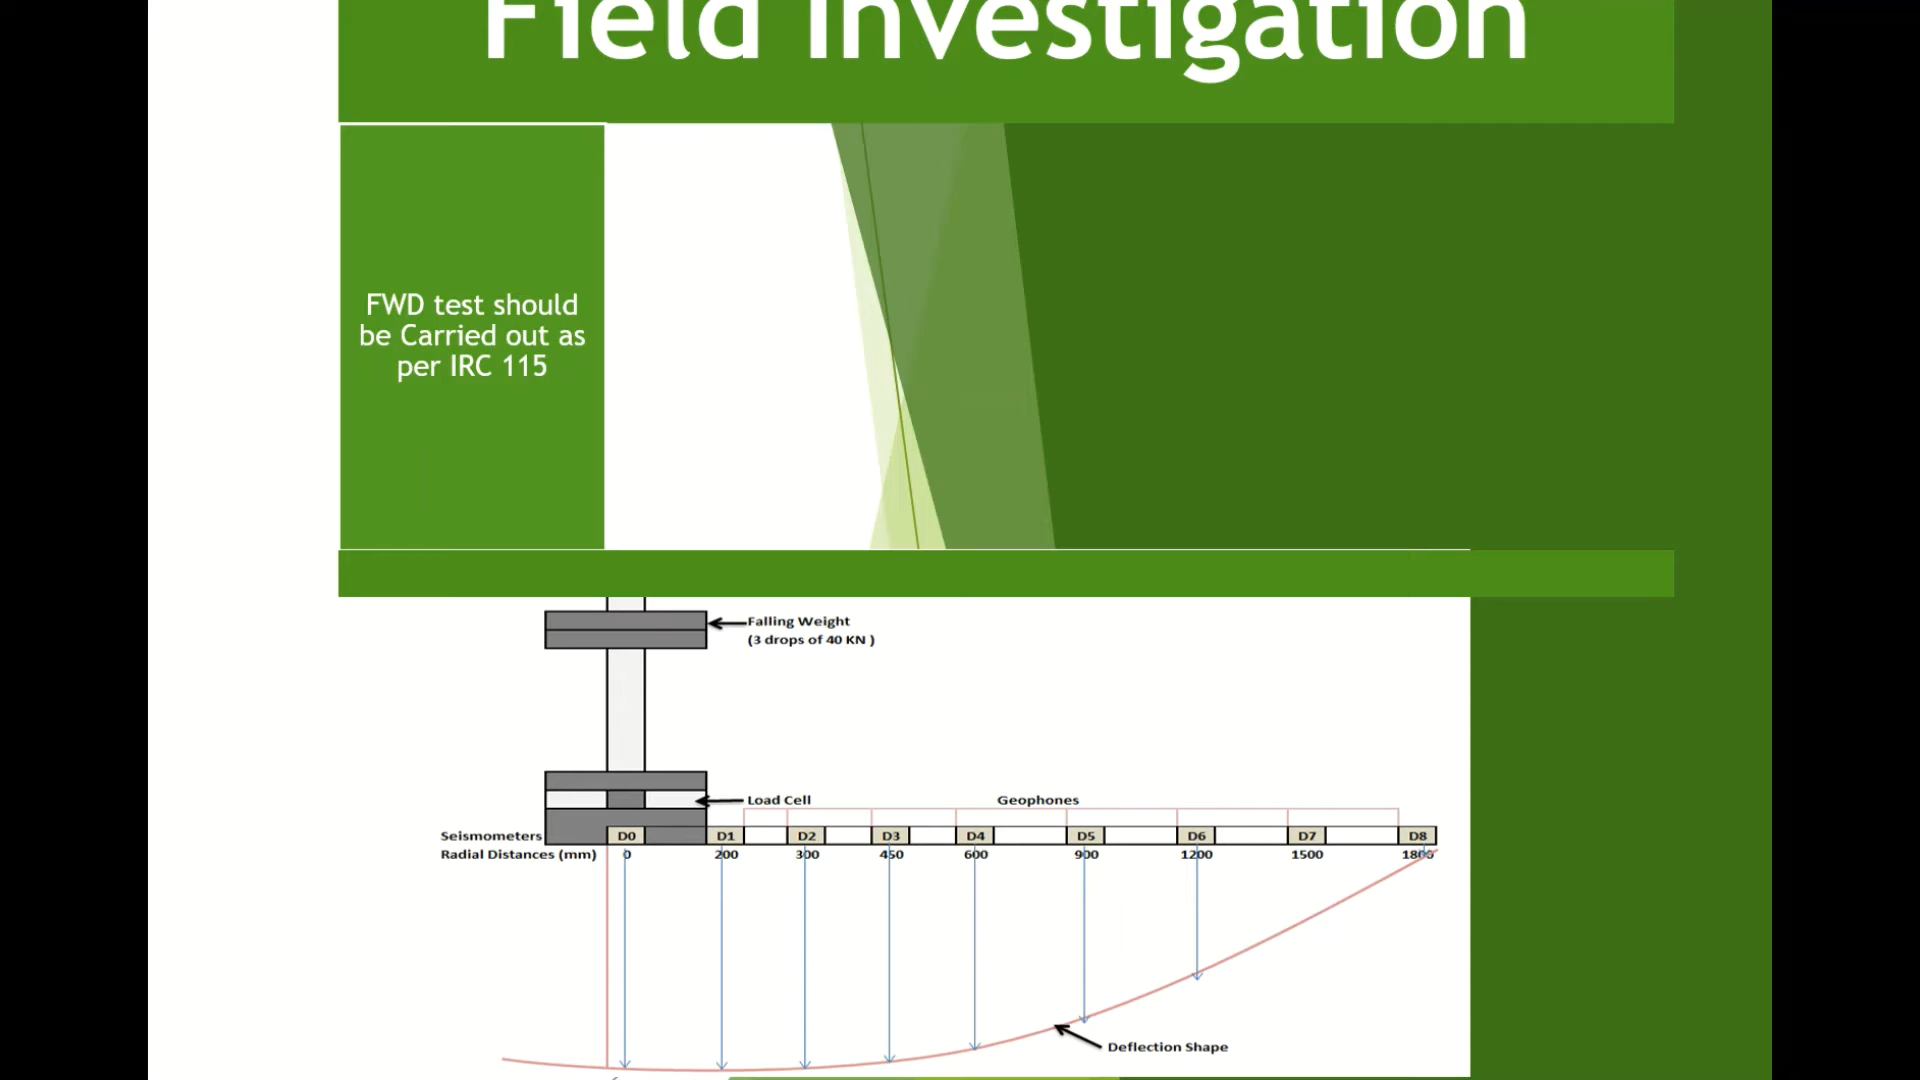 Field Investigation
FWD test should
be Carried out as
per IRC 115
Falling Weight
(3 drops of 40 KN )
Load Cell
Geophones
Seismometers D0 D1 D2 D3 D4 D5 D6 D7 D8
Radial Distances (mm) 0 200 300 450 600 900 1200 1500 1800
Deflection Shape